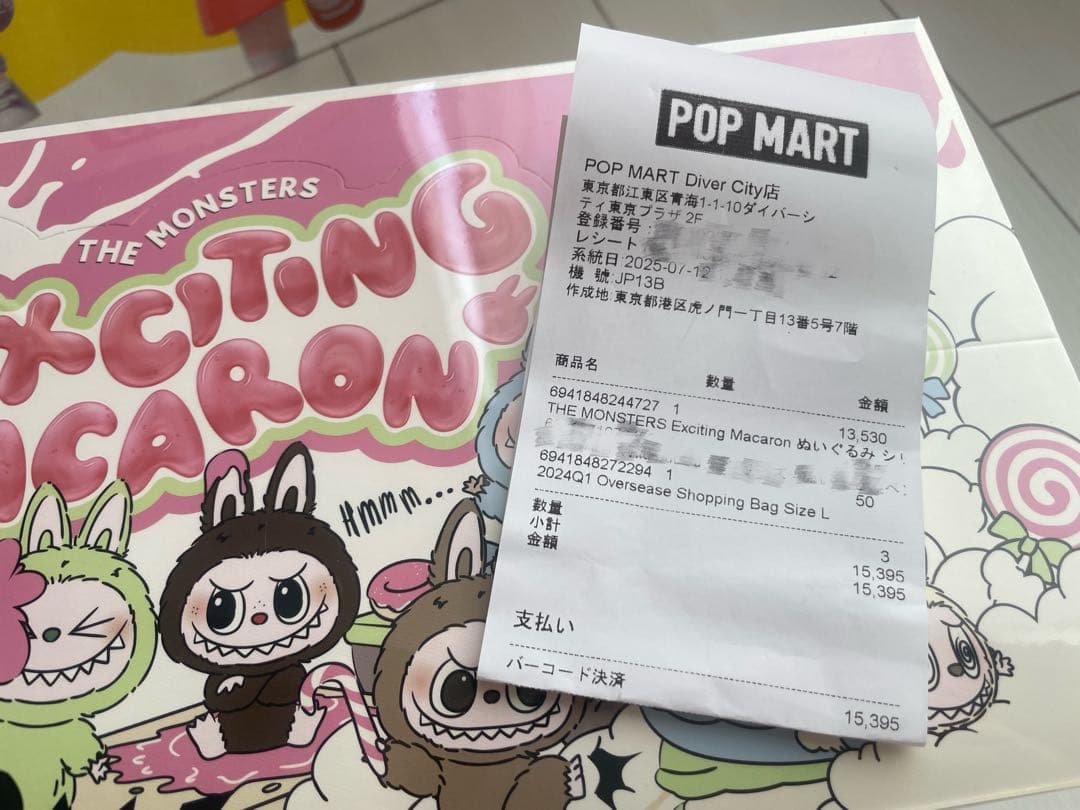 THE MONSTERS
XCITING
ACARON
HMMM...
POP MART
POP MART Diver City店
東京都江東区青海1-1-10ダイバーシ
ティ東京プラザ 2F
登録番号:
レシート
系統日:2025-07-12
機 號:JP13B
作成地:東京都港区虎ノ門一丁目13番5号7階
商品名 数量 金額
6941848244727 1 13,530
THE MONSTERS Exciting Macaron ぬいぐるみ シリ
6941848272294 1 50
2024Q1 Oversease Shopping Bag Size L
数量 3
小計 15,395
金額 15,395
支払い
バーコード決済 15,395